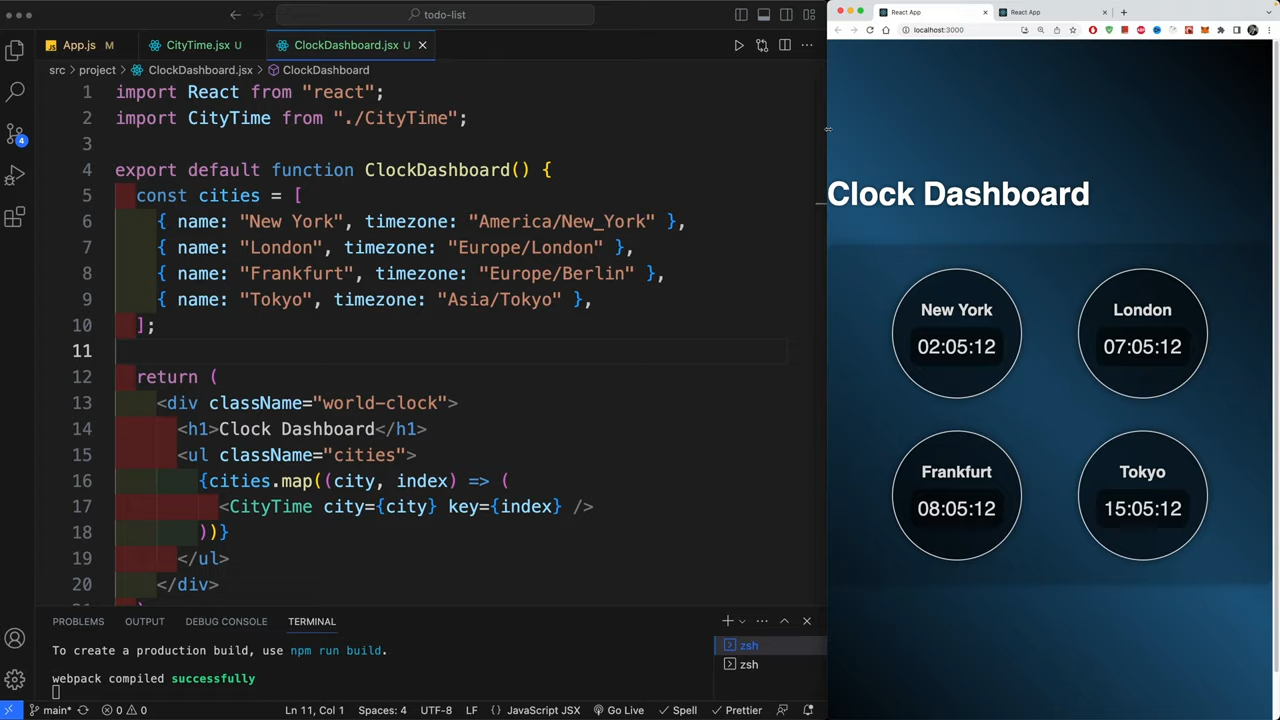 todo-list
App.js M
CityTime.jsx U
ClockDashboard.jsx U
src > project > ClockDashboard.jsx > ClockDashboard
1 import React from "react";
2 import CityTime from "./CityTime";
3
4 export default function ClockDashboard() {
5 const cities = [
6 { name: "New York", timezone: "America/New_York" },
7 { name: "London", timezone: "Europe/London" },
8 { name: "Frankfurt", timezone: "Europe/Berlin" },
9 { name: "Tokyo", timezone: "Asia/Tokyo" },
10 ];
11
12 return (
13 <div className="world-clock">
14 <h1>Clock Dashboard</h1>
15 <ul className="cities">
16 {cities.map((city, index) => (
17 <CityTime city={city} key={index} />
18 ))}
19 </ul>
20 </div>
4
PROBLEMS OUTPUT DEBUG CONSOLE TERMINAL
To create a production build, use npm run build.
webpack compiled successfully
zsh
zsh
main* 0 0 Ln 11, Col 1 Spaces: 4 UTF-8 LF {} JavaScript JSX Go Live Spell Prettier
React App
React App
localhost:3000
Clock Dashboard
New York
02:05:12
London
07:05:12
Frankfurt
08:05:12
Tokyo
15:05:12